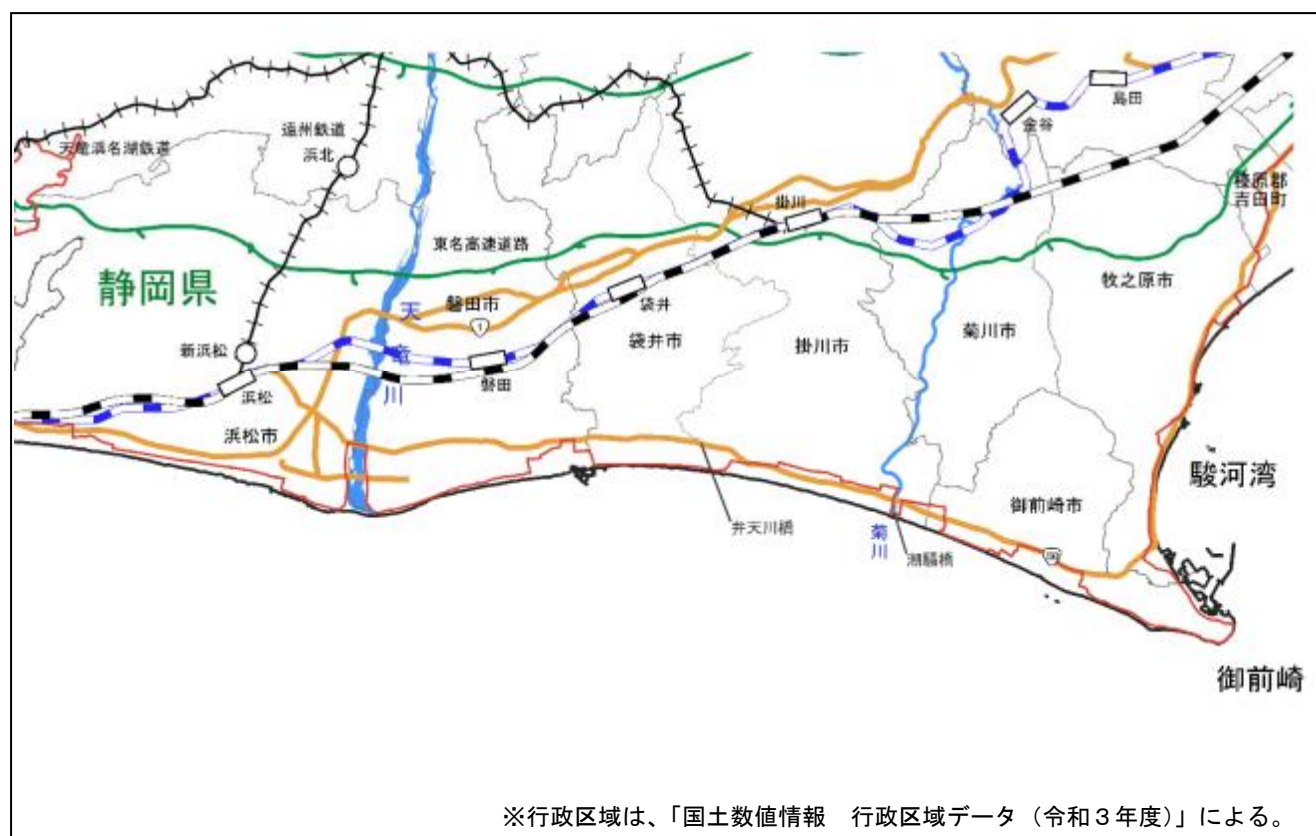 島田
金谷
遠州鉄道
天竜浜名湖鉄道
浜北
榛原郡
吉田町
掛川
東名高速道路
静岡県
牧之原市
磐田市
天
竜
川
1
袋井
袋井市
掛川市
菊川市
新浜松
磐田
浜松
浜松市
駿河湾
御前崎市
弁天川橋
菊
川
潮騒橋
御前崎
※行政区域は、「国土数値情報　行政区域データ（令和３年度）」による。